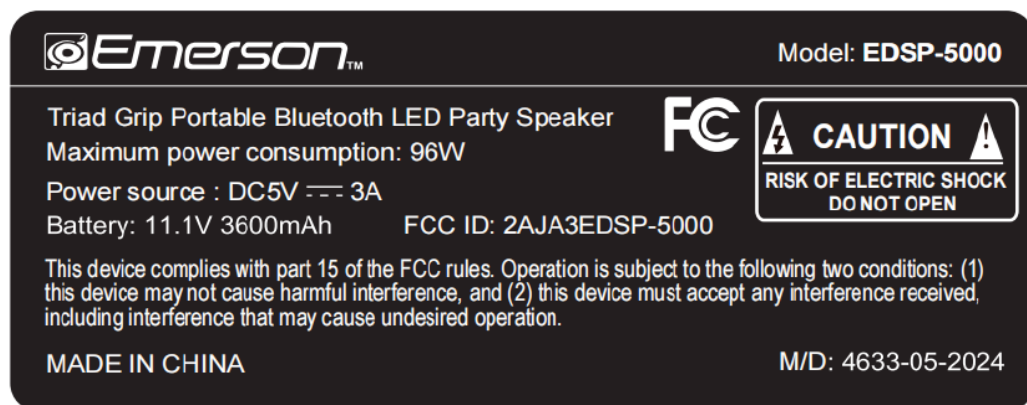 Emerson™
Model: EDSP-5000
Triad Grip Portable Bluetooth LED Party Speaker
Maximum power consumption: 96W
Power source : DC5V ⎓ 3A
Battery: 11.1V 3600mAh
FCC ID: 2AJA3EDSP-5000
FC
CAUTION
RISK OF ELECTRIC SHOCK
DO NOT OPEN
This device complies with part 15 of the FCC rules. Operation is subject to the following two conditions: (1)
this device may not cause harmful interference, and (2) this device must accept any interference received,
including interference that may cause undesired operation.
MADE IN CHINA
M/D: 4633-05-2024